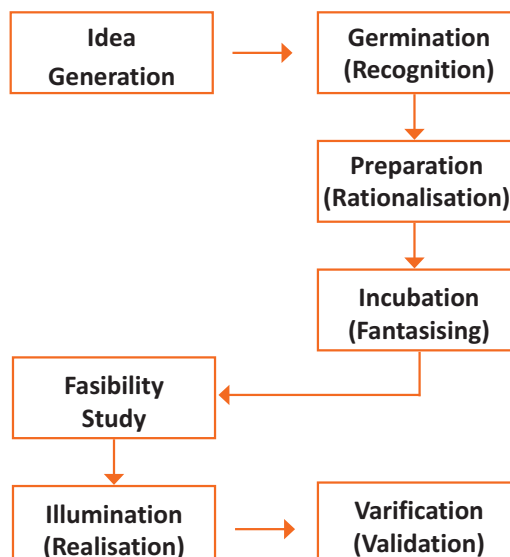 Idea
Generation
Germination
(Recognition)
Preparation
(Rationalisation)
Incubation
(Fantasising)
Fasibility
Study
Illumination
(Realisation)
Varification
(Validation)